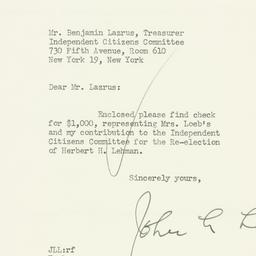 Mr. Benjamin Lazrus, Treasurer
Independent Citizens Committee
730 Fifth Avenue, Room 610
New York 19, New York
Dear Mr. Lazrus:
Enclosed please find check
for $1,000, representing Mrs. Loeb's
and my contribution to the Independent
Citizens Committee for the Re-election
of Herbert H. Lehman.
Sincerely yours,
John L
JLL:rf